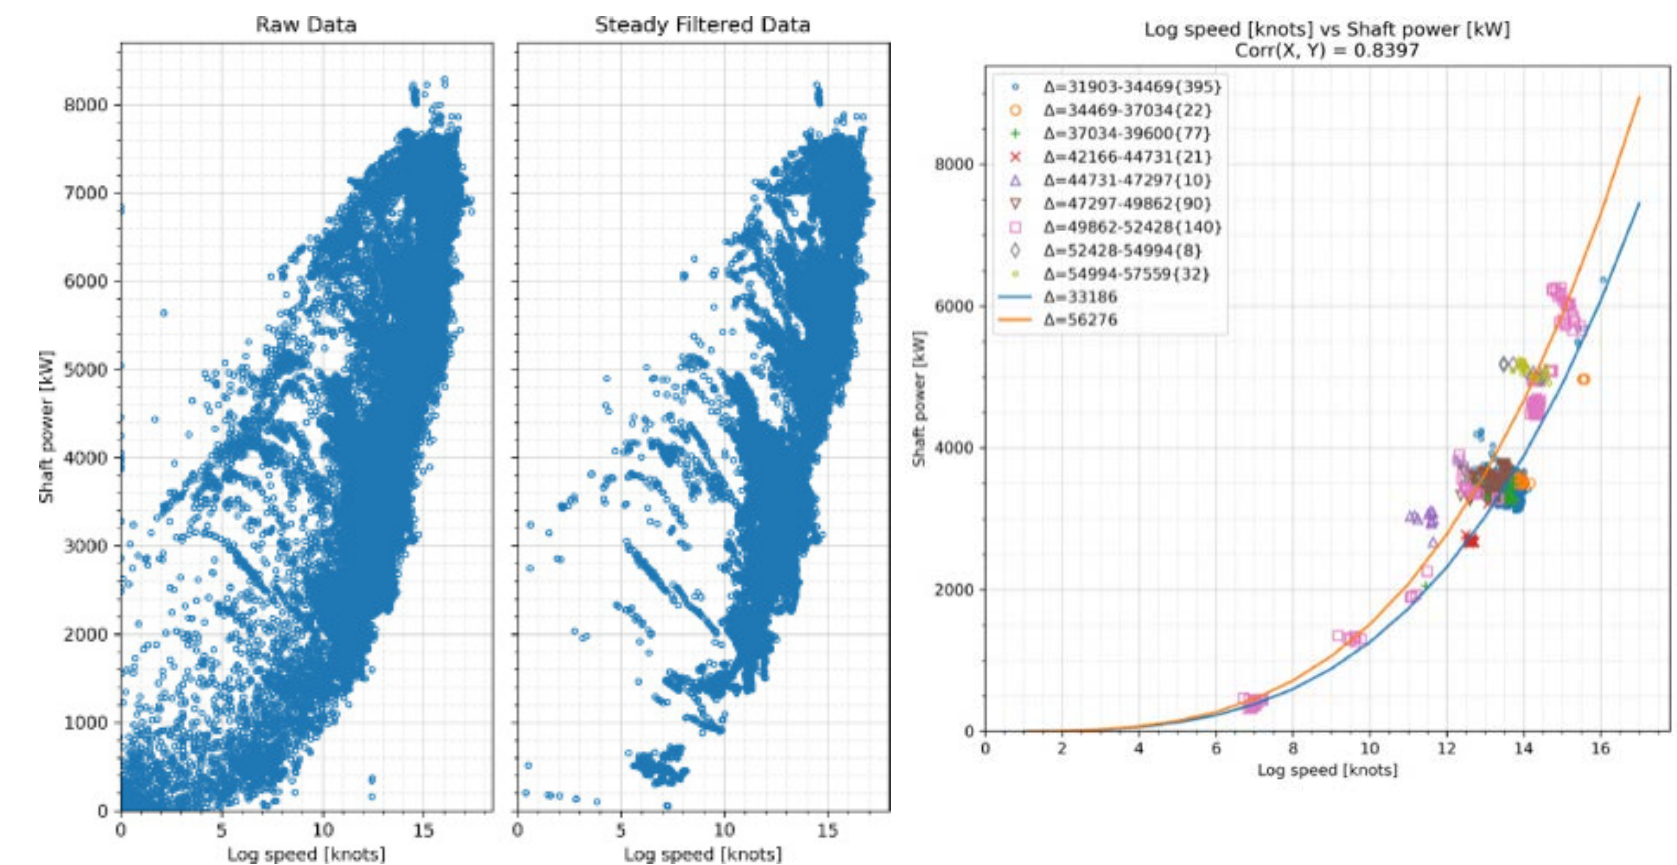 Raw Data
Shaft power [kW]
8000
7000
6000
5000
4000
3000
2000
1000
0
0 5 10 15
Log speed [knots]
Steady Filtered Data
0 5 10 15
Log speed [knots]
Log speed [knots] vs Shaft power [kW]
Corr(X, Y) = 0.8397
Δ=31903-34469{395}
Δ=34469-37034{22}
Δ=37034-39600{77}
Δ=42166-44731{21}
Δ=44731-47297{10}
Δ=47297-49862{90}
Δ=49862-52428{140}
Δ=52428-54994{8}
Δ=54994-57559{32}
Δ=33186
Δ=56276
Shaft power [kW]
8000
6000
4000
2000
0
0 2 4 6 8 10 12 14 16
Log speed [knots]